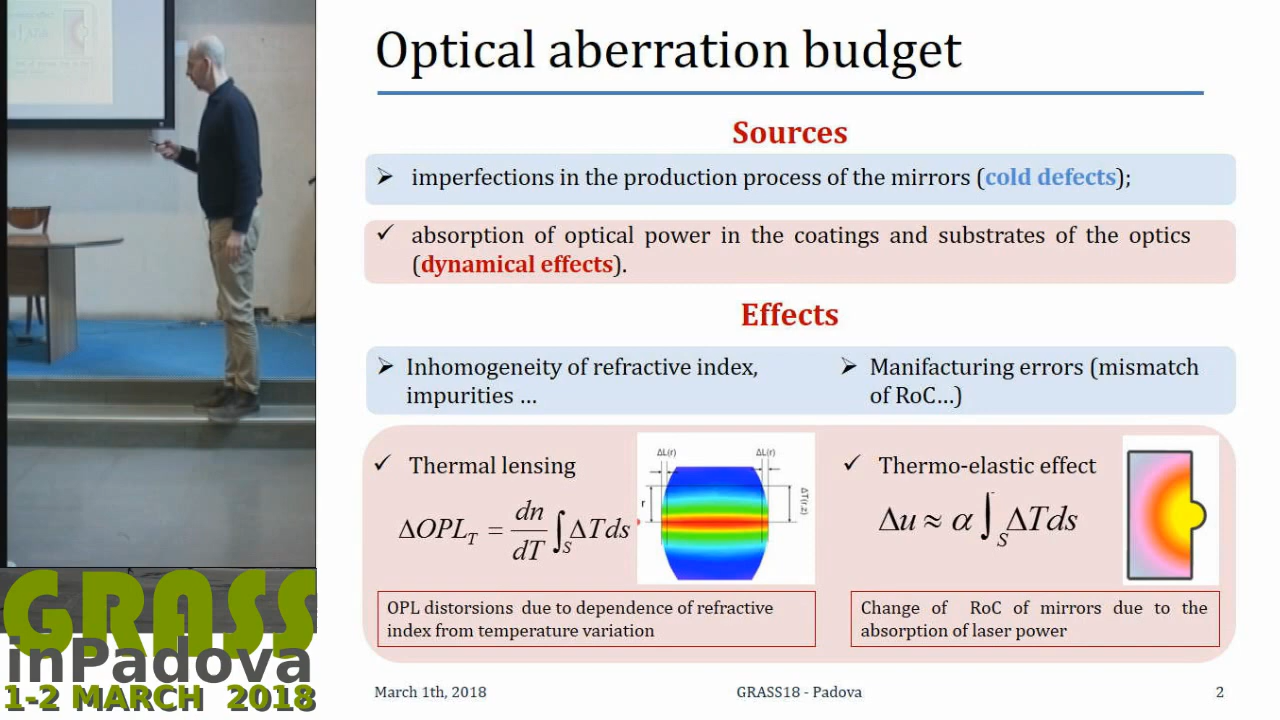 Optical aberration budget
Sources
➢ imperfections in the production process of the mirrors (cold defects);
✓ absorption of optical power in the coatings and substrates of the optics
(dynamical effects).
Effects
➢ Inhomogeneity of refractive index,
impurities ...
➢ Manifacturing errors (mismatch
of RoC...)
✓ Thermal lensing
ΔOPL_T = dn/dT ∫_S ΔTds
ΔL(r) ΔL(r)
r
ΔT(r,z)
✓ Thermo-elastic effect
Δu ≈ α ∫_S ΔTds
OPL distorsions due to dependence of refractive
index from temperature variation
Change of RoC of mirrors due to the
absorption of laser power
March 1th, 2018 GRASS18 - Padova 2
GRASS
inPadova
1-2 MARCH 2018